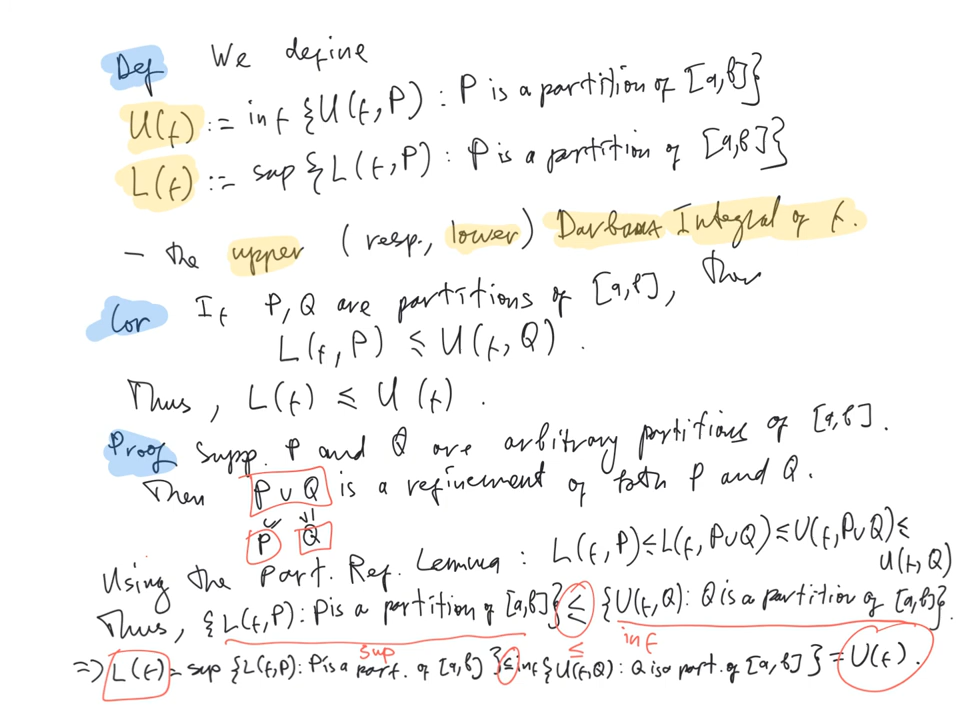 Def We define
U(f) := inf {U(f,P) : P is a partition of [a,b]}
L(f) := sup {L(f,P) : P is a partition of [a,b]}
– the upper (resp., lower) Darboux Integral of f.
Cor If P, Q are partitions of [a,b], then
L(f,P) ≤ U(f,Q).
Thus, L(f) ≤ U(f).
Proof Supp. P and Q are arbitrary partitions of [a,b].
Then P ∪ Q is a refinement of both P and Q.
P Q
Using the Part. Ref. Lemma : L(f,P) ≤ L(f,P∪Q) ≤ U(f,P∪Q) ≤
U(f,Q)
Thus, {L(f,P): P is a partition of [a,b]} ≤ {U(f,Q): Q is a partition of [a,b]}.
sup ≤ inf
=> L(f) = sup {L(f,P): P is a part. of [a,b]} ≤ inf {U(f,Q): Q is a part. of [a,b]} = U(f).